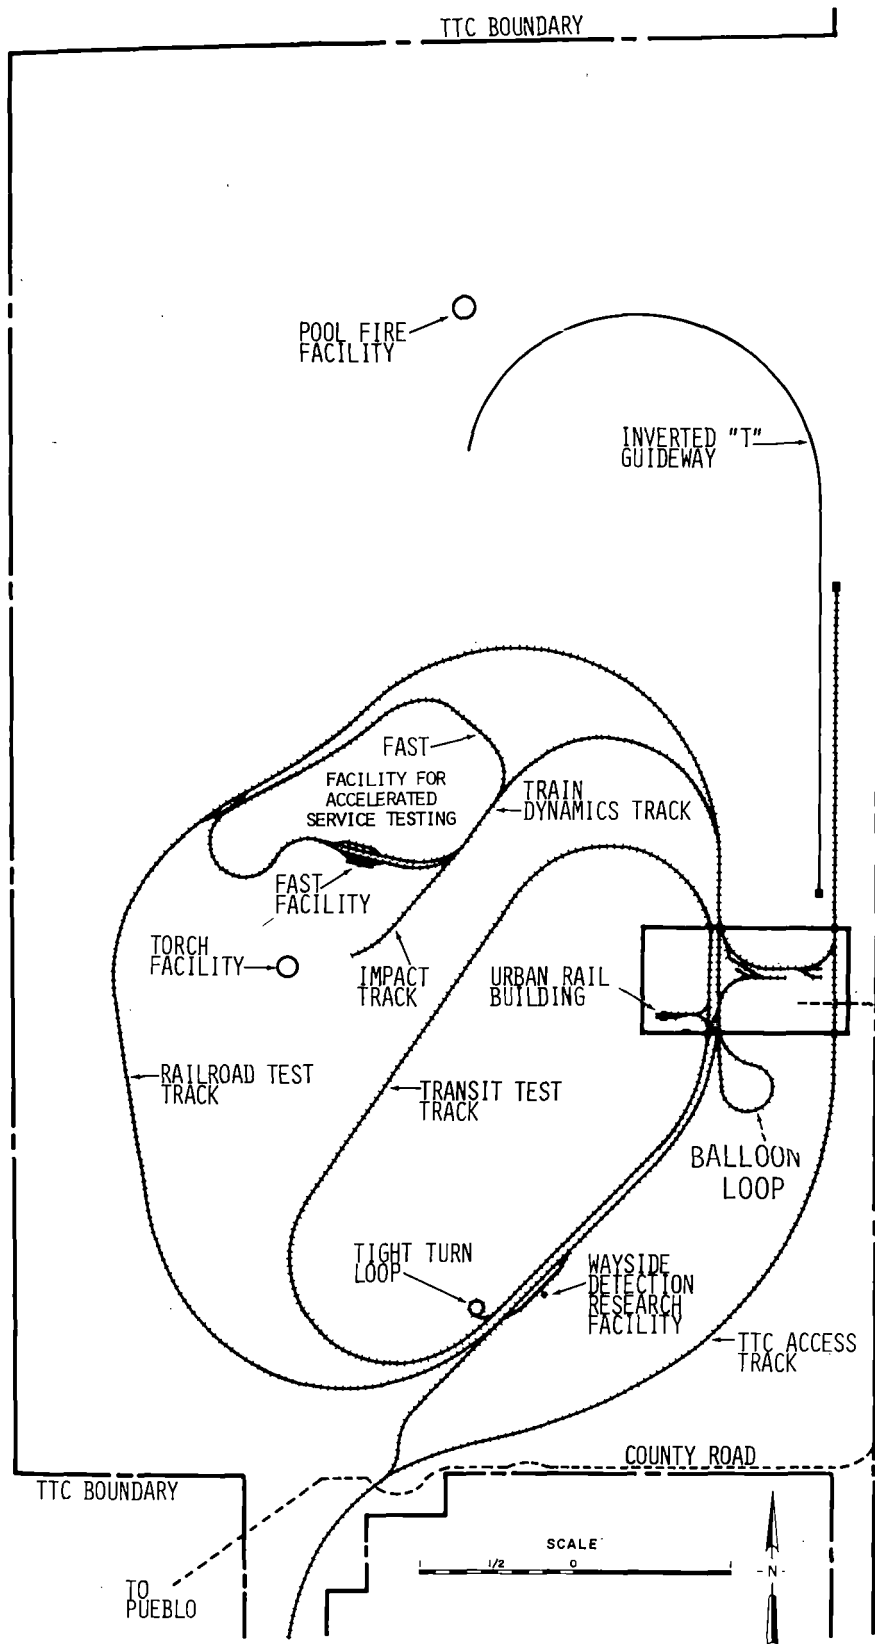 TTC BOUNDARY
POOL FIRE
FACILITY
INVERTED "T"
GUIDEWAY
FAST
FACILITY FOR
ACCELERATED
SERVICE TESTING
TRAIN
DYNAMICS TRACK
FAST
FACILITY
TORCH
FACILITY
IMPACT
TRACK
URBAN RAIL
BUILDING
RAILROAD TEST
TRACK
TRANSIT TEST
TRACK
BALLOON
LOOP
TIGHT TURN
LOOP
WAYSIDE
DETECTION
RESEARCH
FACILITY
TTC ACCESS
TRACK
COUNTY ROAD
TTC BOUNDARY
SCALE
1/2 0
-N-
TO
PUEBLO